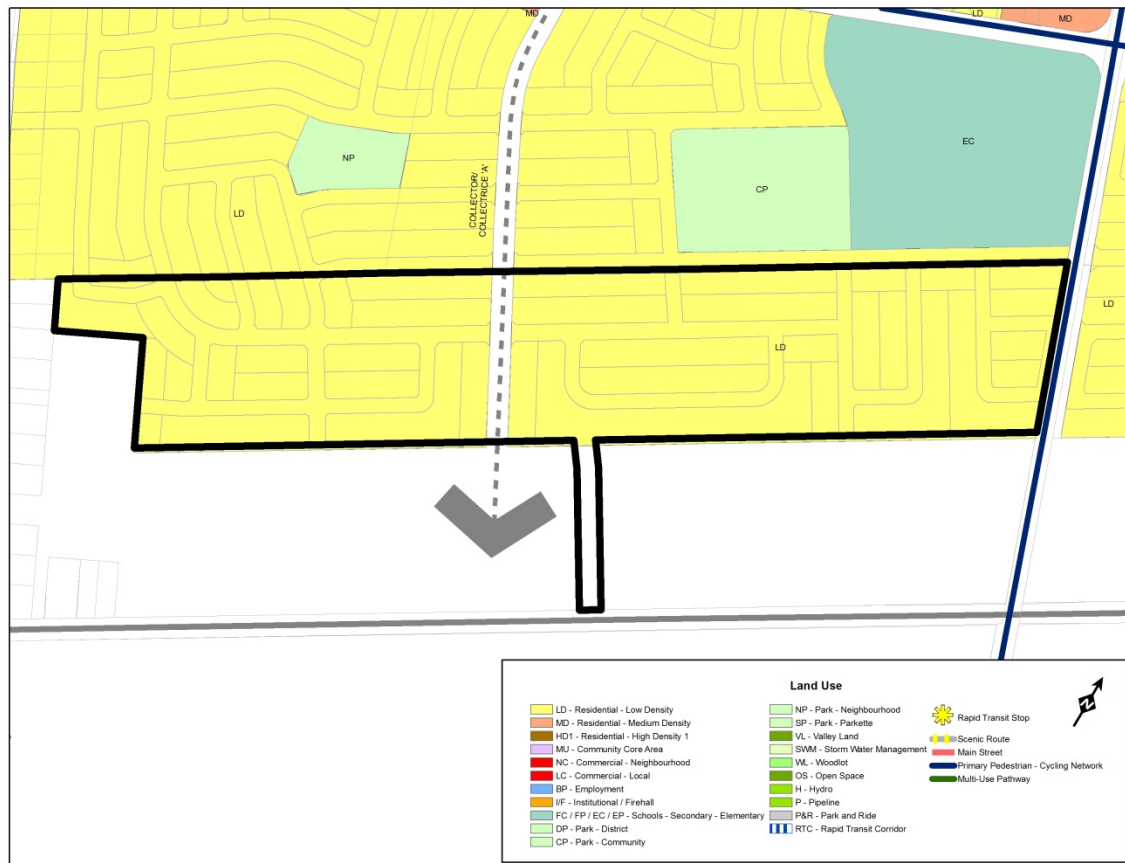 MD
LD
MD
NP
EC
CP
COLLECTOR/
COLLECTRICE 'A'
LD
LD
LD
Land Use
LD - Residential - Low Density
MD - Residential - Medium Density
HD1 - Residential - High Density 1
MU - Community Core Area
NC - Commercial - Neighbourhood
LC - Commercial - Local
BP - Employment
I/F - Institutional / Firehall
FC / FP / EC / EP - Schools - Secondary - Elementary
DP - Park - District
CP - Park - Community
NP - Park - Neighbourhood
SP - Park - Parkette
VL - Valley Land
SWM - Storm Water Management
WL - Woodlot
OS - Open Space
H - Hydro
P - Pipeline
P&R - Park and Ride
RTC - Rapid Transit Corridor
Rapid Transit Stop
Scenic Route
Main Street
Primary Pedestrian - Cycling Network
Multi-Use Pathway
N